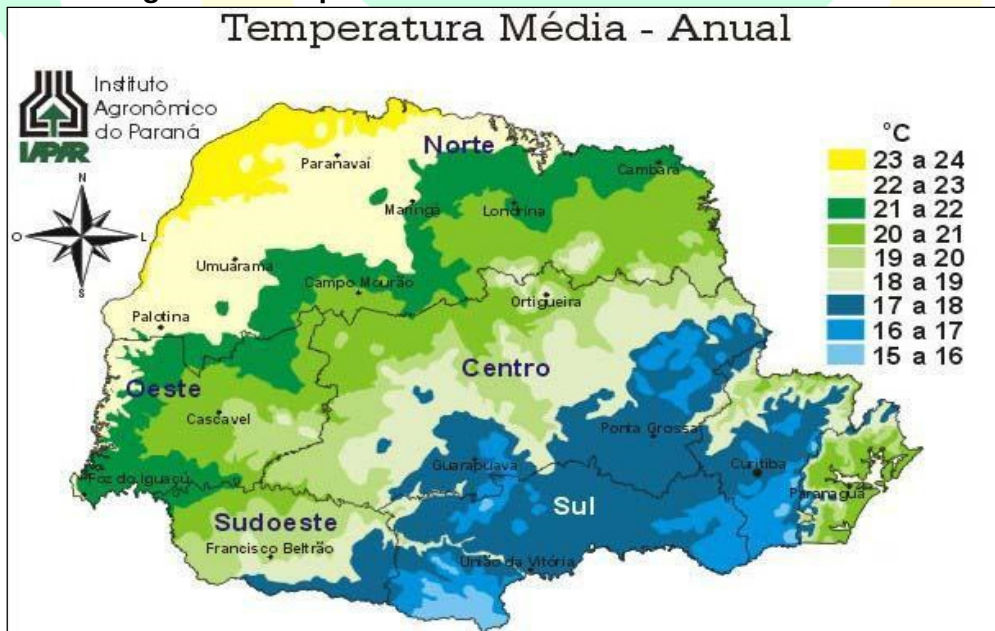 Temperatura Média - Anual
Instituto
Agronômico
do Paraná
IAPAR
N
O
L
S
°C
23 a 24
22 a 23
21 a 22
20 a 21
19 a 20
18 a 19
17 a 18
16 a 17
15 a 16
Norte
Paranavaí
Cambará
Maringá
Londrina
Umuarama
Campo Mourão
Ortigueira
Palotina
Centro
Oeste
Cascavel
Ponta Grossa
Guarapuava
Curitiba
Foz do Iguaçú
Paranaguá
Sul
Sudoeste
Francisco Beltrão
União da Vitória